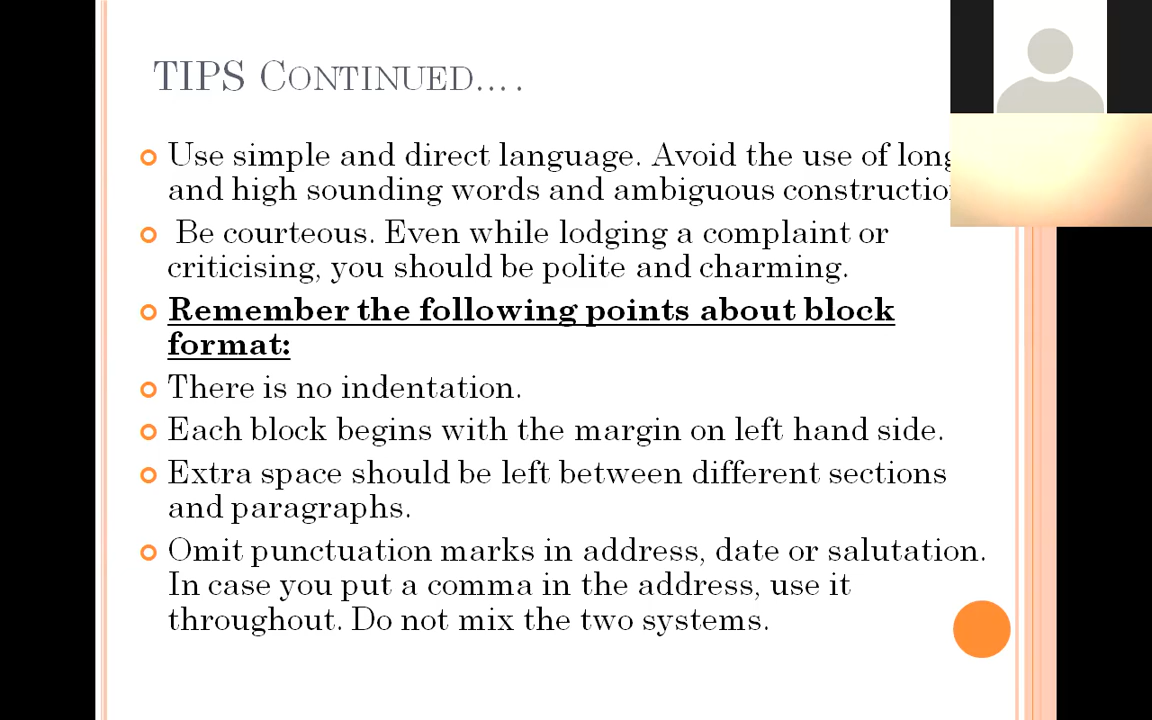 TIPS CONTINUED....
Use simple and direct language. Avoid the use of long
and high sounding words and ambiguous
Be courteous. Even while lodging a complaint or
criticising, you should be polite and charming.
Remember the following points about block
format:
There is no indentation.
Each block begins with the margin on left hand side.
Extra space should be left between different sections
and paragraphs.
Omit punctuation marks in address, date or salutation.
In case you put a comma in the address, use it
throughout. Do not mix the two systems.